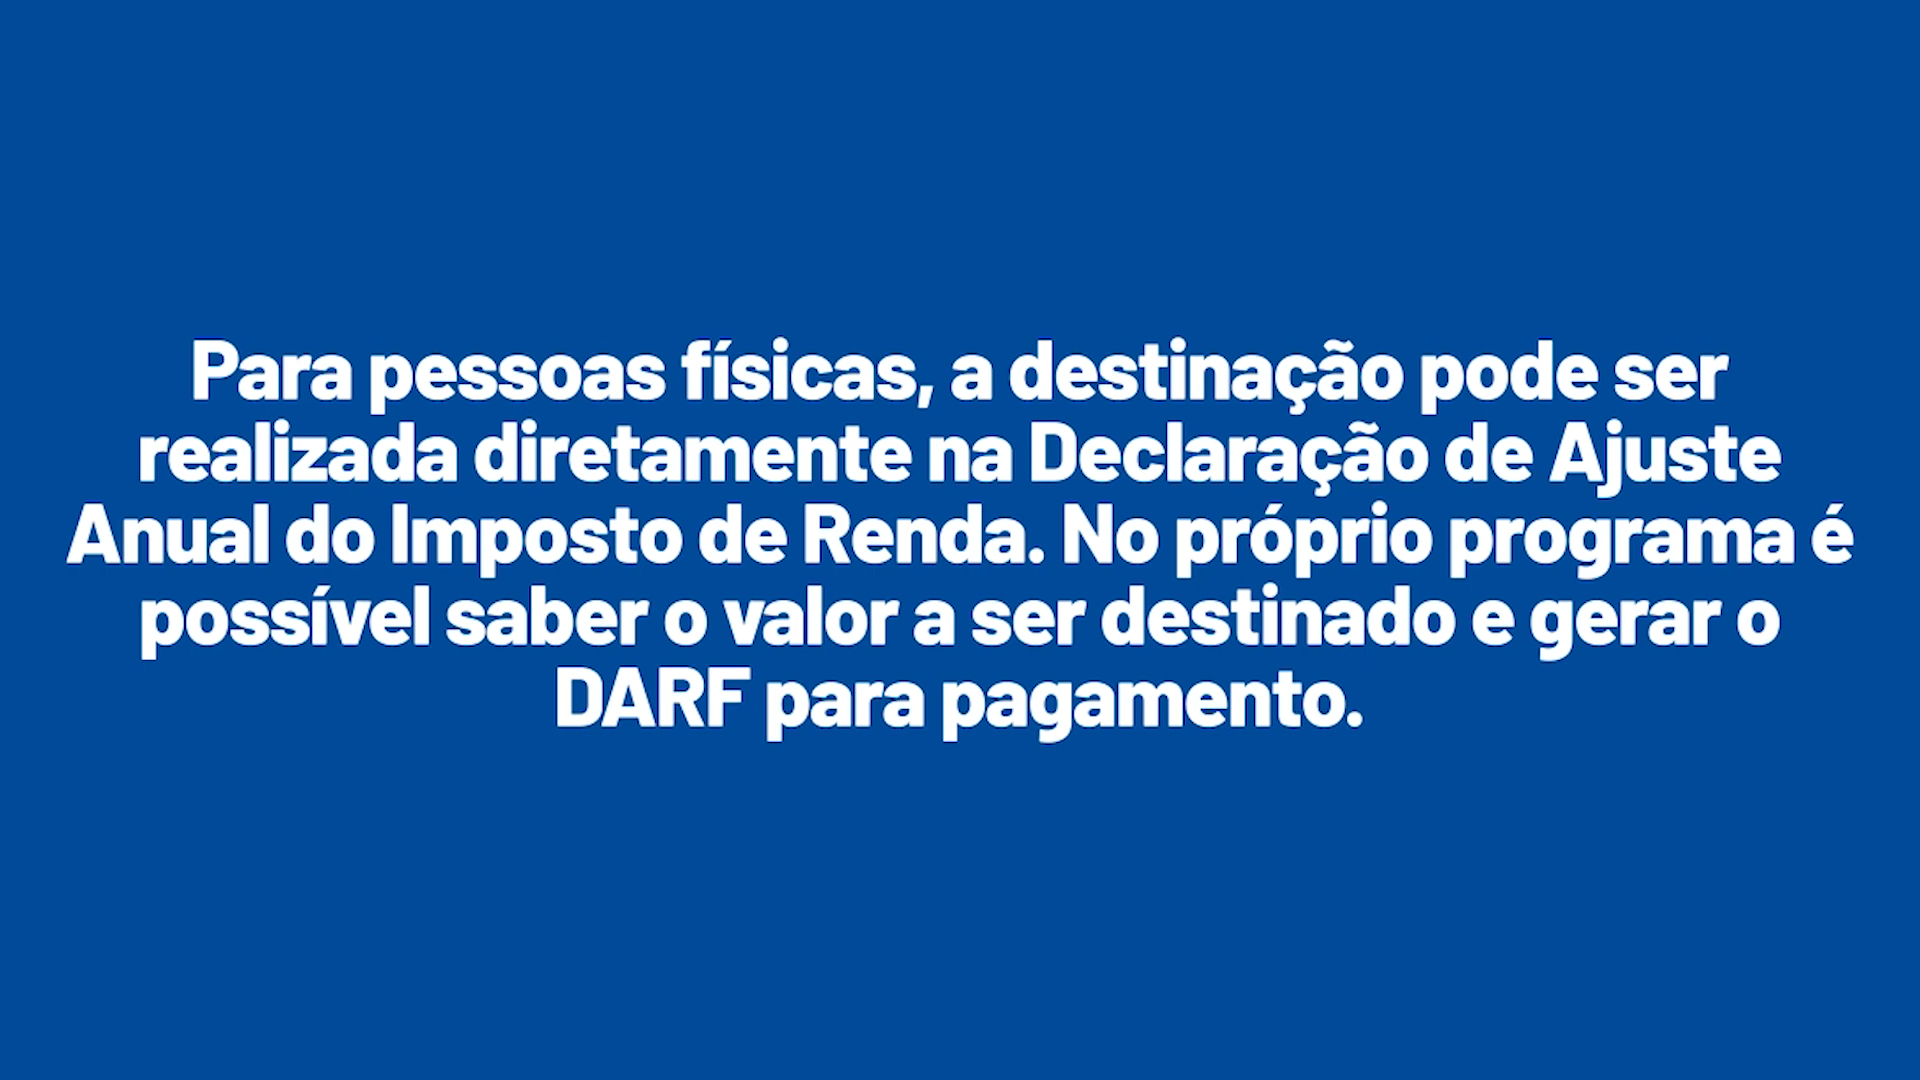 Para pessoas físicas, a destinação pode ser
realizada diretamente na Declaração de Ajuste
Anual do Imposto de Renda. No próprio programa é
possível saber o valor a ser destinado e gerar o
DARF para pagamento.